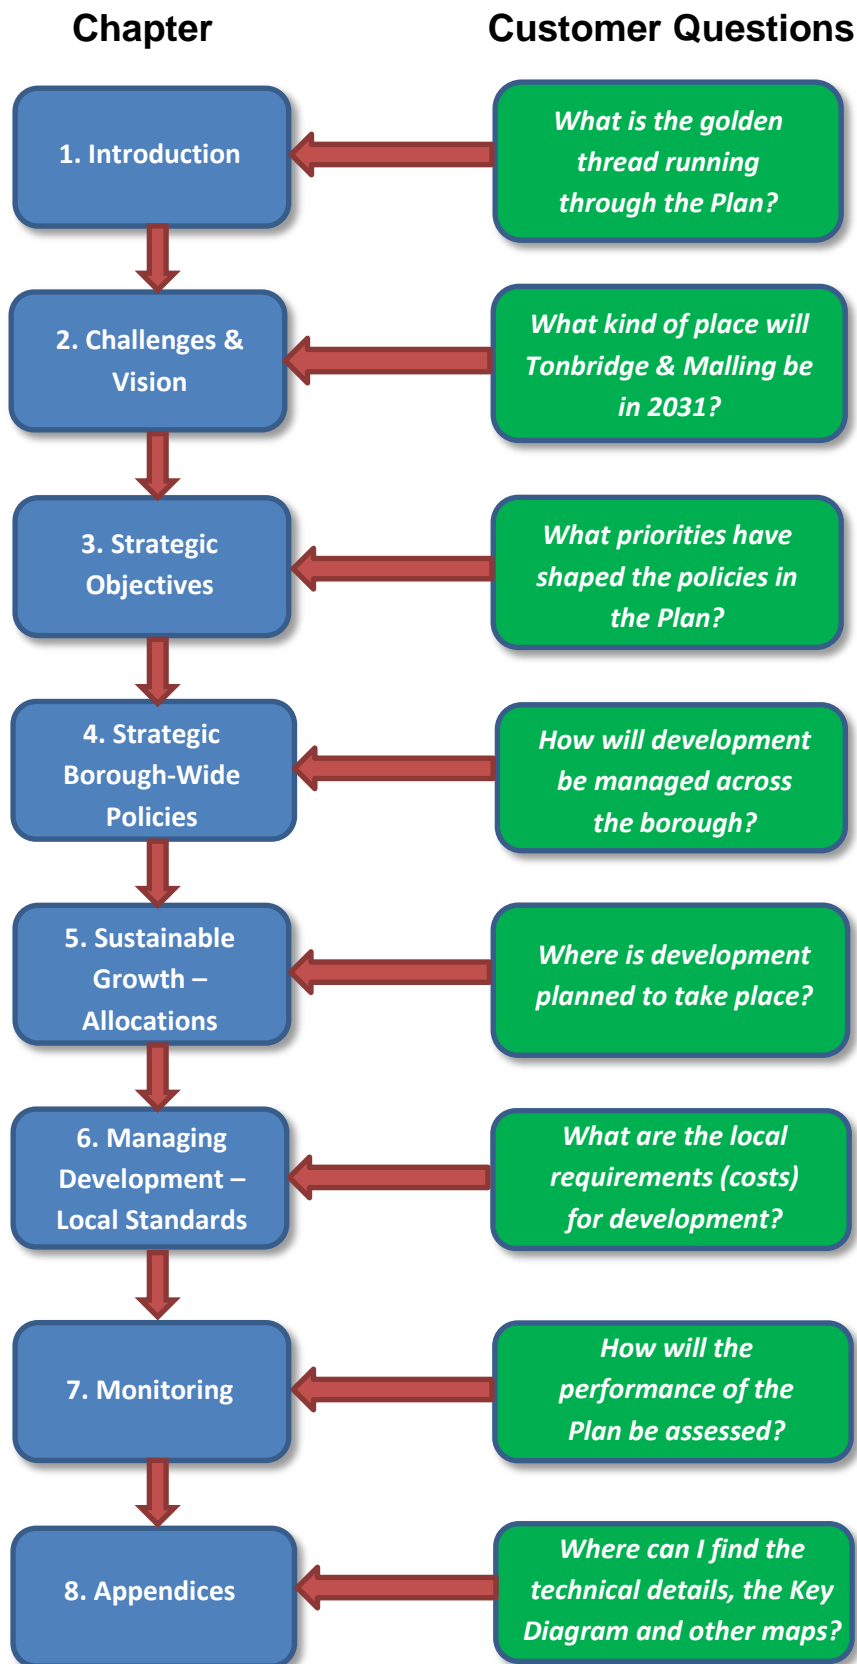 Chapter
Customer Questions
1. Introduction
What is the golden
thread running
through the Plan?
2. Challenges &
Vision
What kind of place will
Tonbridge & Malling be
in 2031?
3. Strategic
Objectives
What priorities have
shaped the policies in
the Plan?
4. Strategic
Borough-Wide
Policies
How will development
be managed across
the borough?
5. Sustainable
Growth –
Allocations
Where is development
planned to take place?
6. Managing
Development –
Local Standards
What are the local
requirements (costs)
for development?
7. Monitoring
How will the
performance of the
Plan be assessed?
8. Appendices
Where can I find the
technical details, the Key
Diagram and other maps?